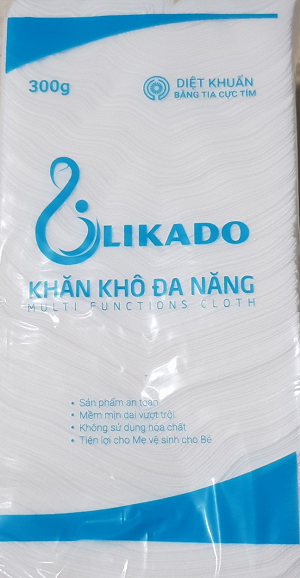 300g
DIỆT KHUẨN
BẰNG TIA CỰC TÍM
LIKADO
KHĂN KHÔ ĐA NĂNG
MULTI FUNCTIONS CLOTH
• Sản phẩm an toàn
• Mềm mịn dai vượt trội
• Không sử dụng hóa chất
• Tiện lợi cho Mẹ vệ sinh cho Bé